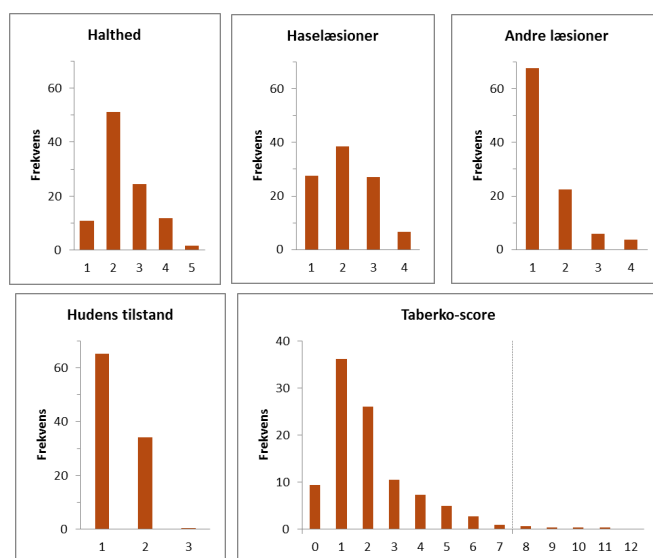 Halthed
Frekvens
60
40
20
0
1 2 3 4 5
Haselæsioner
Frekvens
60
40
20
0
1 2 3 4
Andre læsioner
Frekvens
60
40
20
0
1 2 3 4
Hudens tilstand
Frekvens
60
40
20
0
1 2 3
Taberko-score
Frekvens
40
30
20
10
0
0 1 2 3 4 5 6 7 8 9 10 11 12